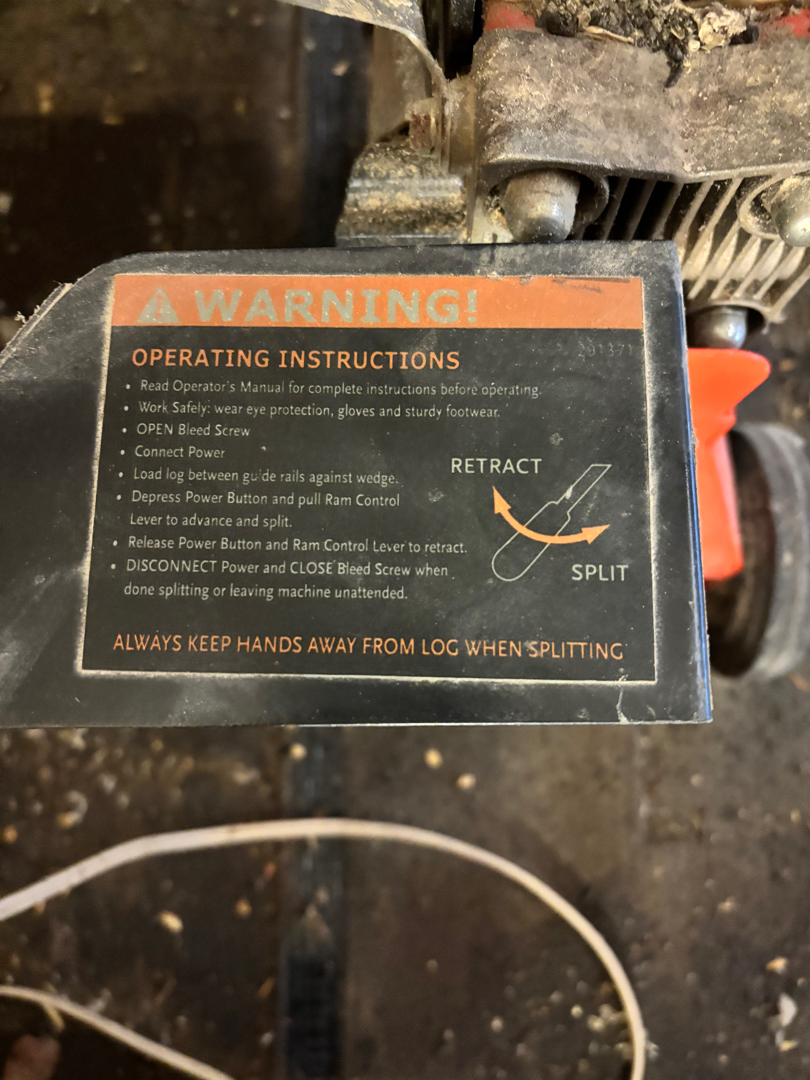 WARNING!
OPERATING INSTRUCTIONS
291371
• Read Operator's Manual for complete instructions before operating.
• Work Safely: wear eye protection, gloves and sturdy footwear.
• OPEN Bleed Screw
• Connect Power
• Load log between guide rails against wedge.
• Depress Power Button and pull Ram Control
Lever to advance and split.
• Release Power Button and Ram Control Lever to retract.
• DISCONNECT Power and CLOSE Bleed Screw when
done splitting or leaving machine unattended.
RETRACT
SPLIT
ALWAYS KEEP HANDS AWAY FROM LOG WHEN SPLITTING